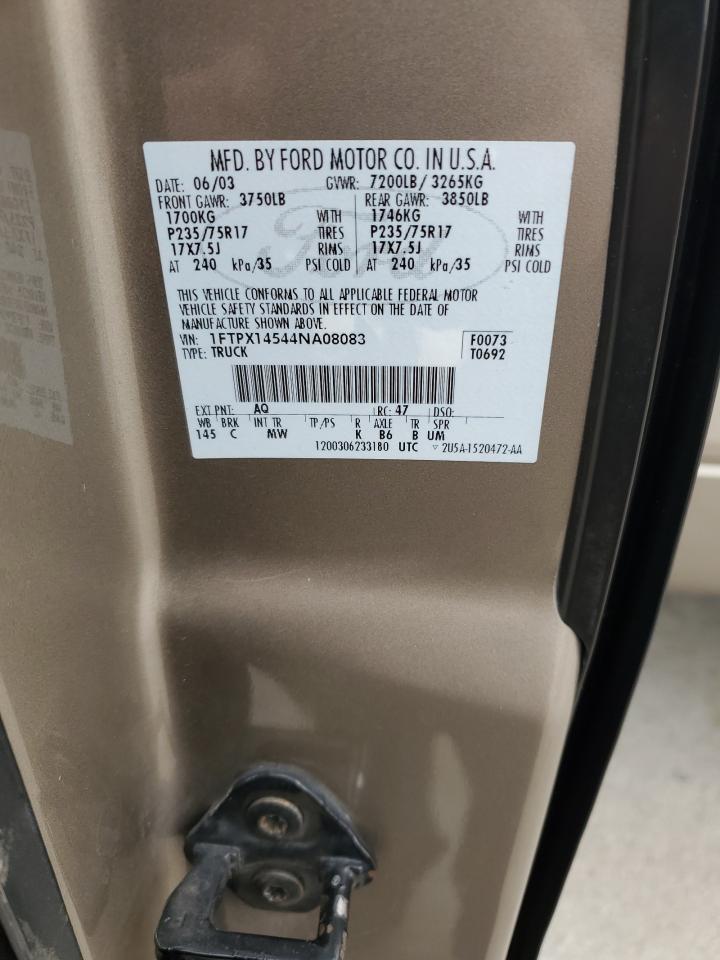 MFD. BY FORD MOTOR CO. IN U.S.A.
DATE: 06/03 GVWR: 7200LB/ 3265KG
FRONT GAWR: 3750LB REAR GAWR: 3850LB
1700KG WITH 1746KG WITH
P235/75R17 TIRES P235/75R17 TIRES
17X7.5J RIMS 17X7.5J RIMS
AT 240 kPa/35 PSI COLD AT 240 kPa/35 PSI COLD
THIS VEHICLE CONFORMS TO ALL APPLICABLE FEDERAL MOTOR
VEHICLE SAFETY STANDARDS IN EFFECT ON THE DATE OF
MANUFACTURE SHOWN ABOVE.
VIN: 1FTPX14544NA08083 F0073
TYPE: TRUCK T0692
EXT PNT: AQ RC: 47 DSO:
WB BRK INT TR TP/PS R AXLE TR SPR
145 C MW K B6 B UM
1200306233180 UTC ▽ 2U5A-1520472-AA
Ford